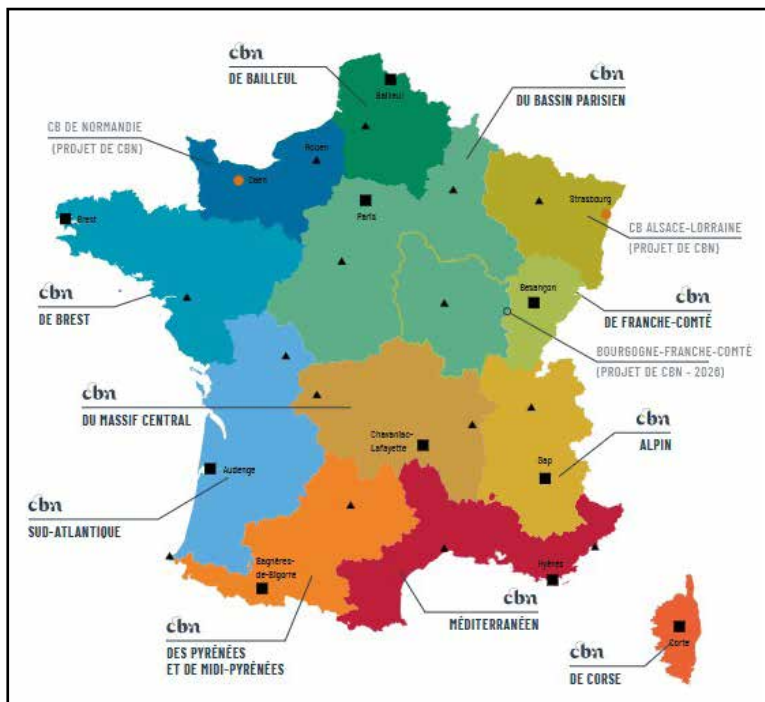 cbn
DE BAILLEUL
cbn
DU BASSIN PARISIEN
Bailleul
CB DE NORMANDIE
(PROJET DE CBN)
Rouen
Caen
Paris
Strasbourg
CB ALSACE-LORRAINE
(PROJET DE CBN)
Brest
cbn
DE BREST
Besançon
cbn
DE FRANCHE-COMTÉ
BOURGOGNE-FRANCHE-COMTÉ
(PROJET DE CBN - 2026)
cbn
DU MASSIF CENTRAL
Chavaniac-
Lafayette
cbn
ALPIN
Gap
Audenge
cbn
SUD-ATLANTIQUE
Bagnères-
de-Bigorre
Hyères
cbn
MÉDITERRANÉEN
cbn
DES PYRÉNÉES
ET DE MIDI-PYRÉNÉES
Corte
cbn
DE CORSE